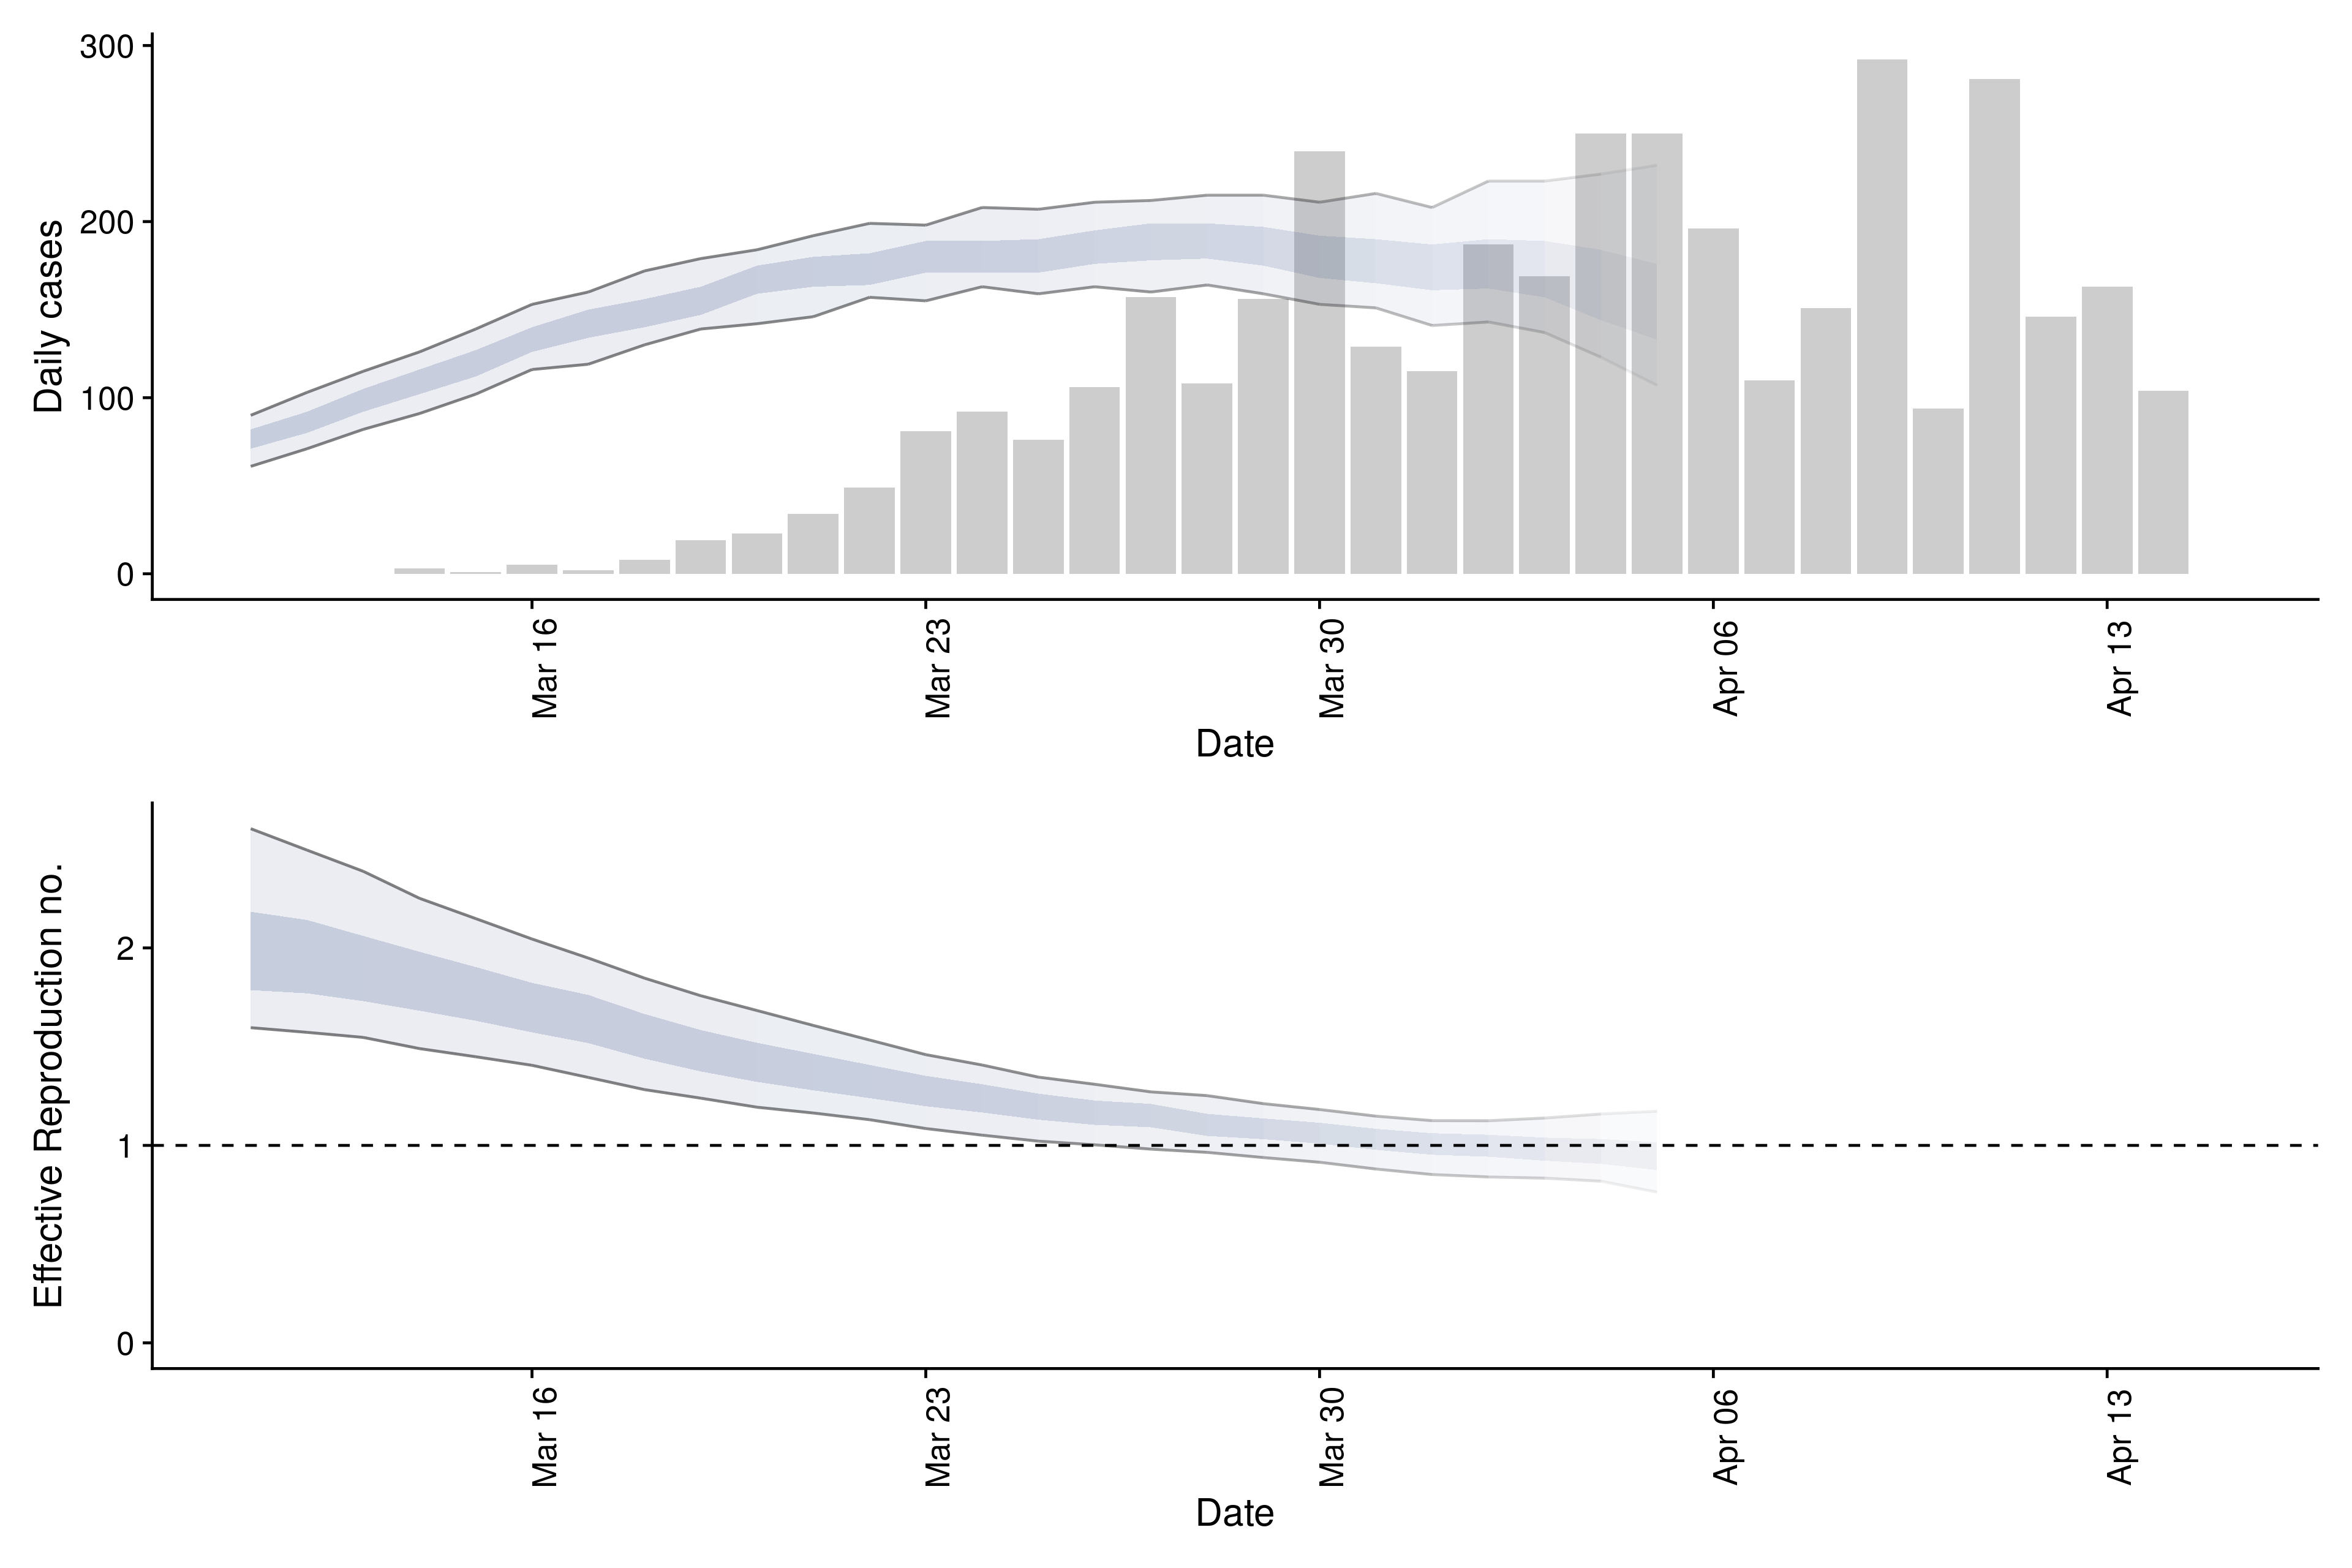 Daily cases
300
200
100
0
Mar 16
Mar 23
Mar 30
Apr 06
Apr 13
Date
Effective Reproduction no.
2
1
0
Mar 16
Mar 23
Mar 30
Apr 06
Apr 13
Date